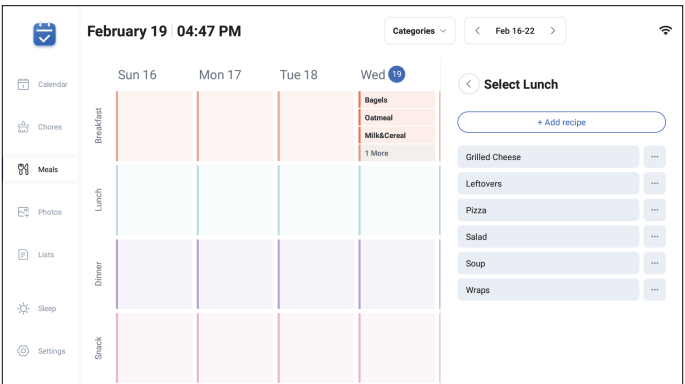 February 19 04:47 PM
Categories
Feb 16-22
Calendar
Chores
Meals
Photos
Lists
Sleep
Settings
Sun 16
Mon 17
Tue 18
Wed 19
Breakfast
Bagels
Oatmeal
Milk&Cereal
1 More
Lunch
Dinner
Snack
Select Lunch
+ Add recipe
Grilled Cheese
Leftovers
Pizza
Salad
Soup
Wraps